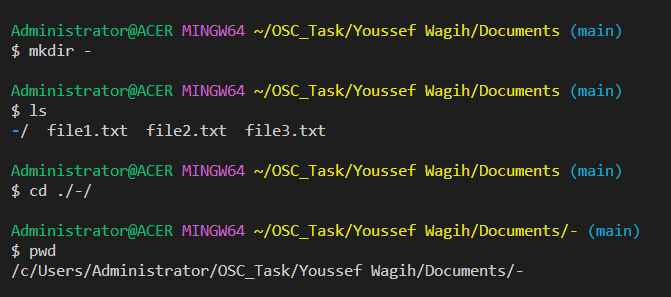 Administrator@ACER MINGW64 ~/OSC_Task/Youssef Wagih/Documents (main)
$ mkdir -
Administrator@ACER MINGW64 ~/OSC_Task/Youssef Wagih/Documents (main)
$ ls
-/  file1.txt  file2.txt  file3.txt
Administrator@ACER MINGW64 ~/OSC_Task/Youssef Wagih/Documents (main)
$ cd ./-/
Administrator@ACER MINGW64 ~/OSC_Task/Youssef Wagih/Documents/- (main)
$ pwd
/c/Users/Administrator/OSC_Task/Youssef Wagih/Documents/-